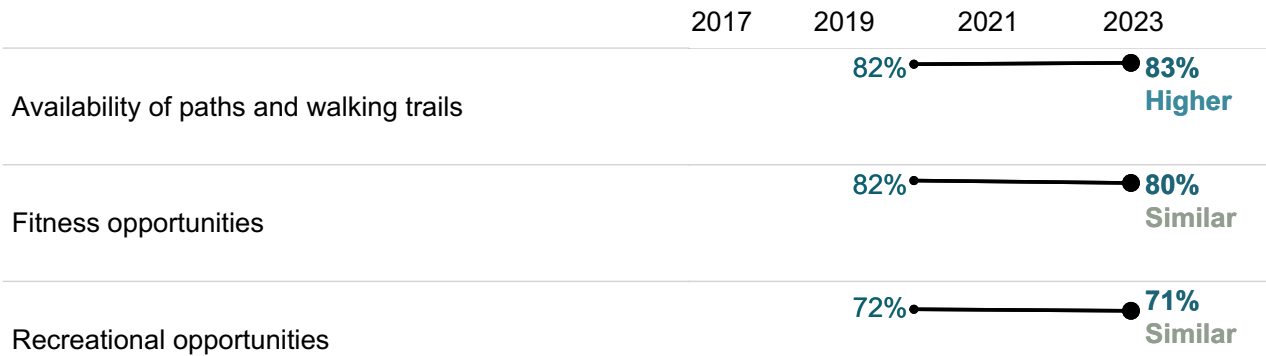 2017 2019 2021 2023
82% 83%
Higher
Availability of paths and walking trails
82% 80%
Similar
Fitness opportunities
72% 71%
Similar
Recreational opportunities